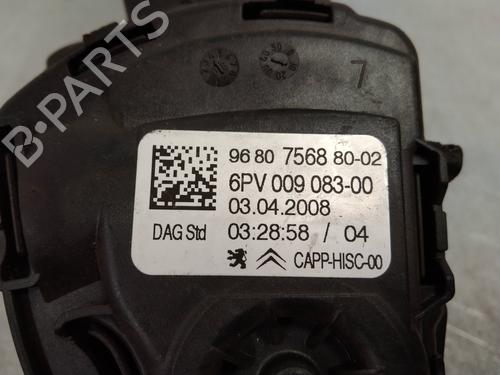 7
96 80 7568 80-02
6PV 009 083-00
03.04.2008
DAG Std 03:28:58 / 04
CAPP-HISC-00
B-PARTS